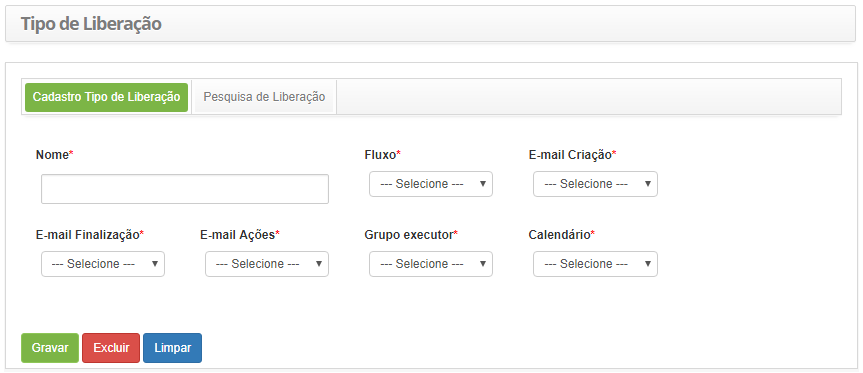 Tipo de Liberação
Cadastro Tipo de Liberação Pesquisa de Liberação
Nome* Fluxo* E-mail Criação*
--- Selecione --- --- Selecione ---
E-mail Finalização* E-mail Ações* Grupo executor* Calendário*
--- Selecione --- --- Selecione --- --- Selecione --- --- Selecione ---
Gravar Excluir Limpar